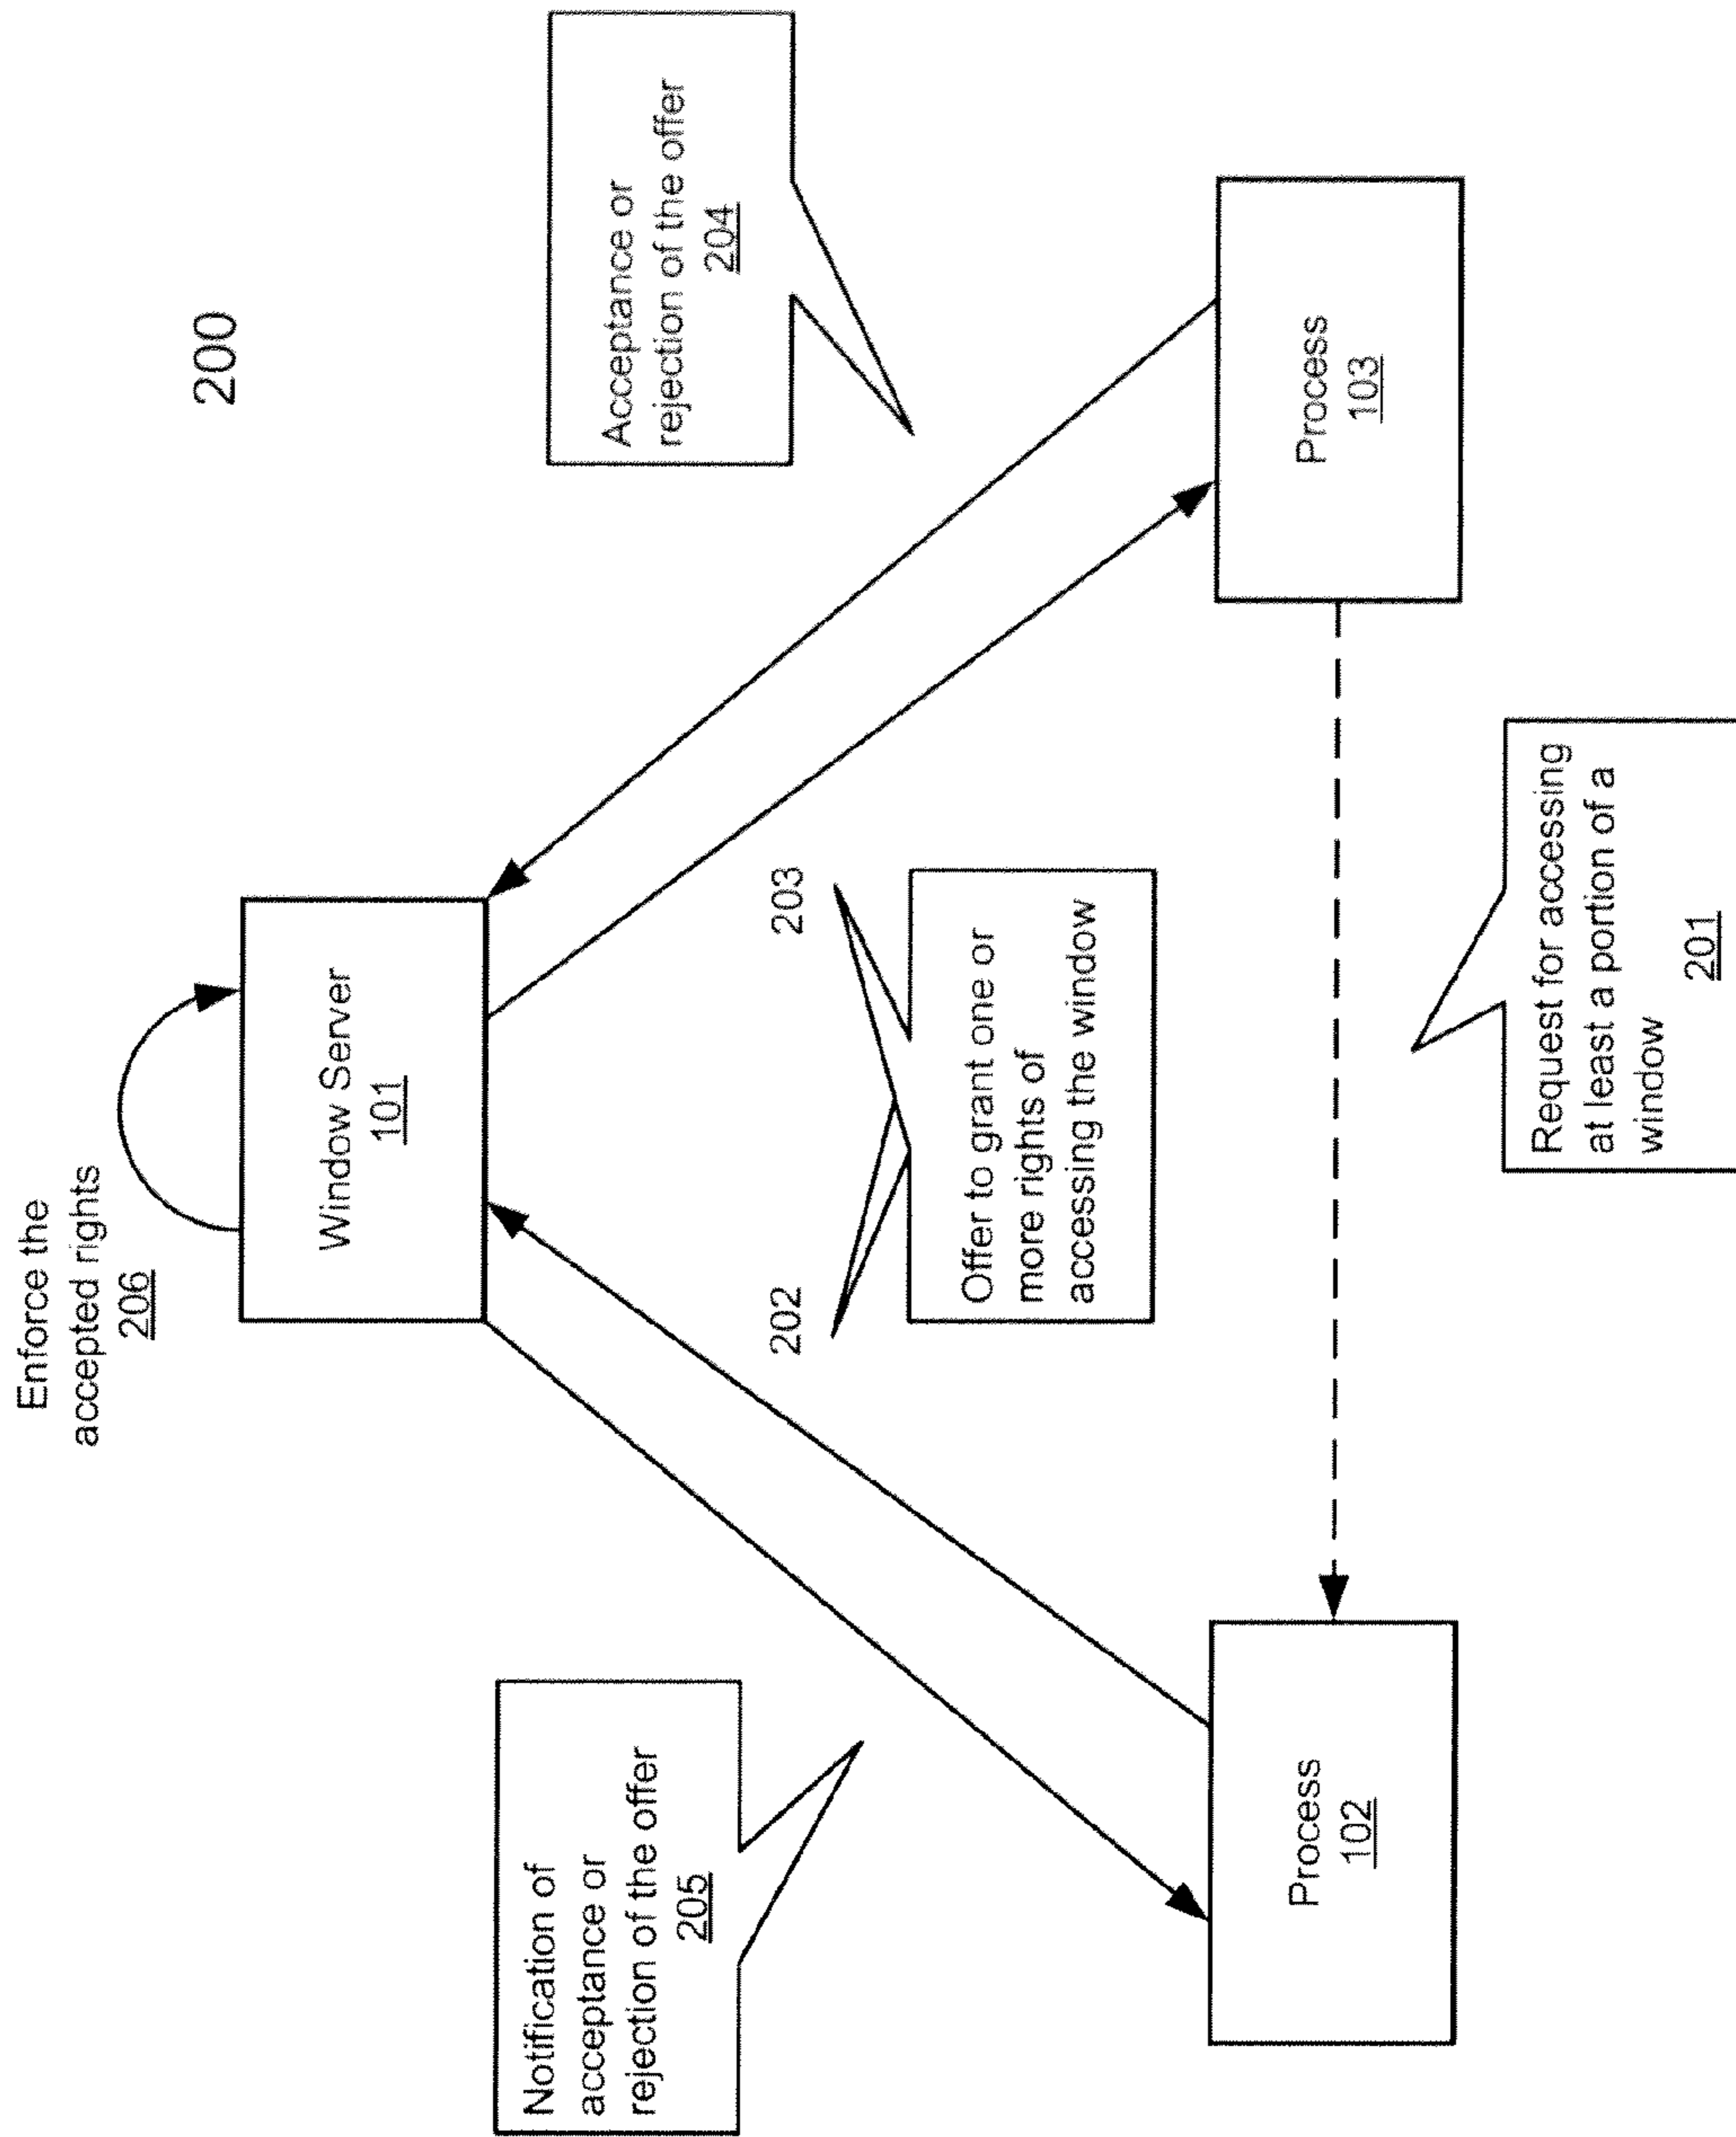 200
Enforce the
accepted rights
206
Window Server
101
Notification of
acceptance or
rejection of the offer
205
Acceptance or
rejection of the offer
204
202
203
Offer to grant one or
more rights of
accessing the window
Process
102
Process
103
Request for accessing
at least a portion of a
window
201